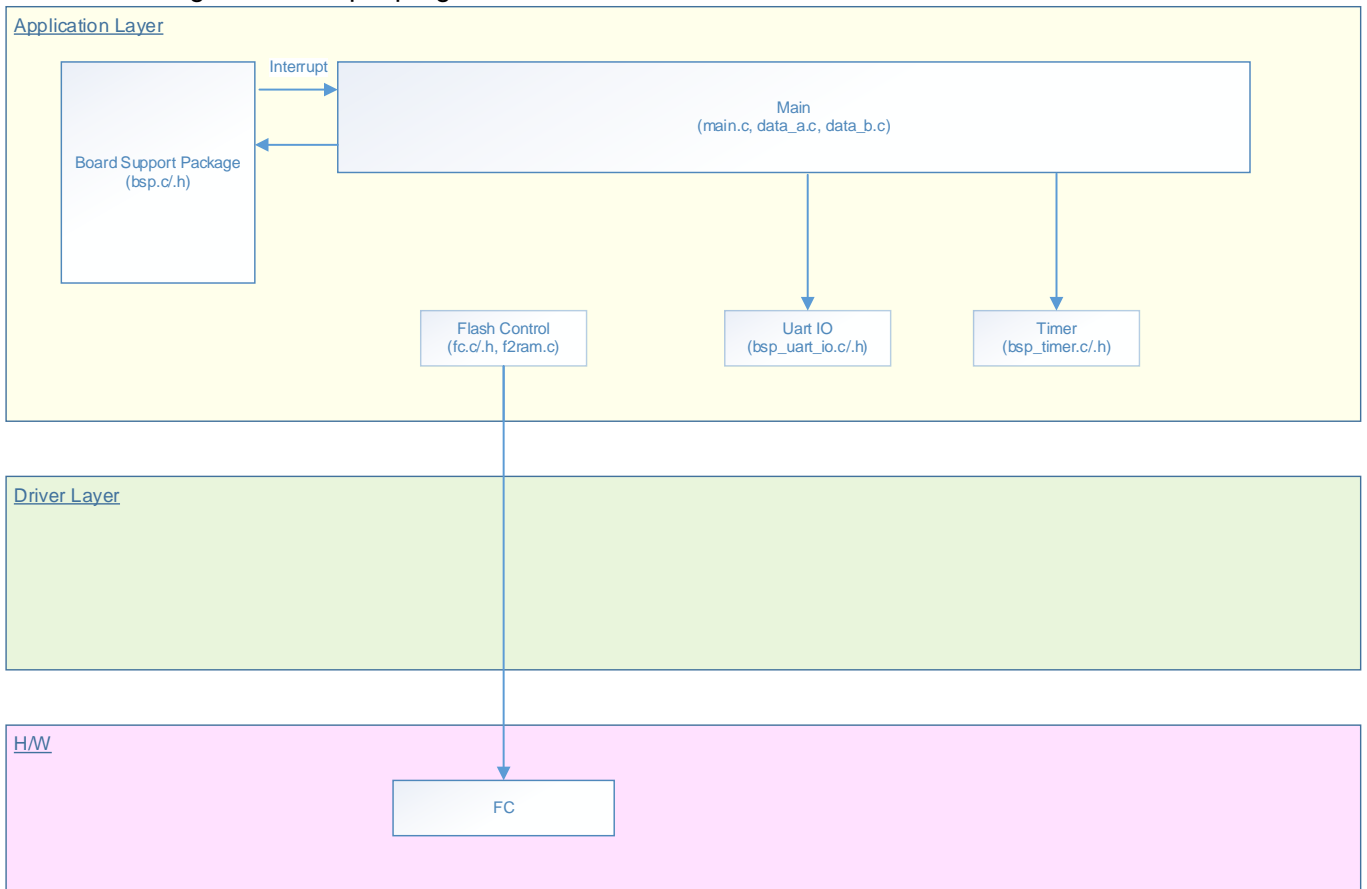 Application Layer
Interrupt
Main
(main.c, data_a.c, data_b.c)
Board Support Package
(bsp.c/.h)
Flash Control
(fc.c/.h, f2ram.c)
Uart IO
(bsp_uart_io.c/.h)
Timer
(bsp_timer.c/.h)
Driver Layer
H/W
FC